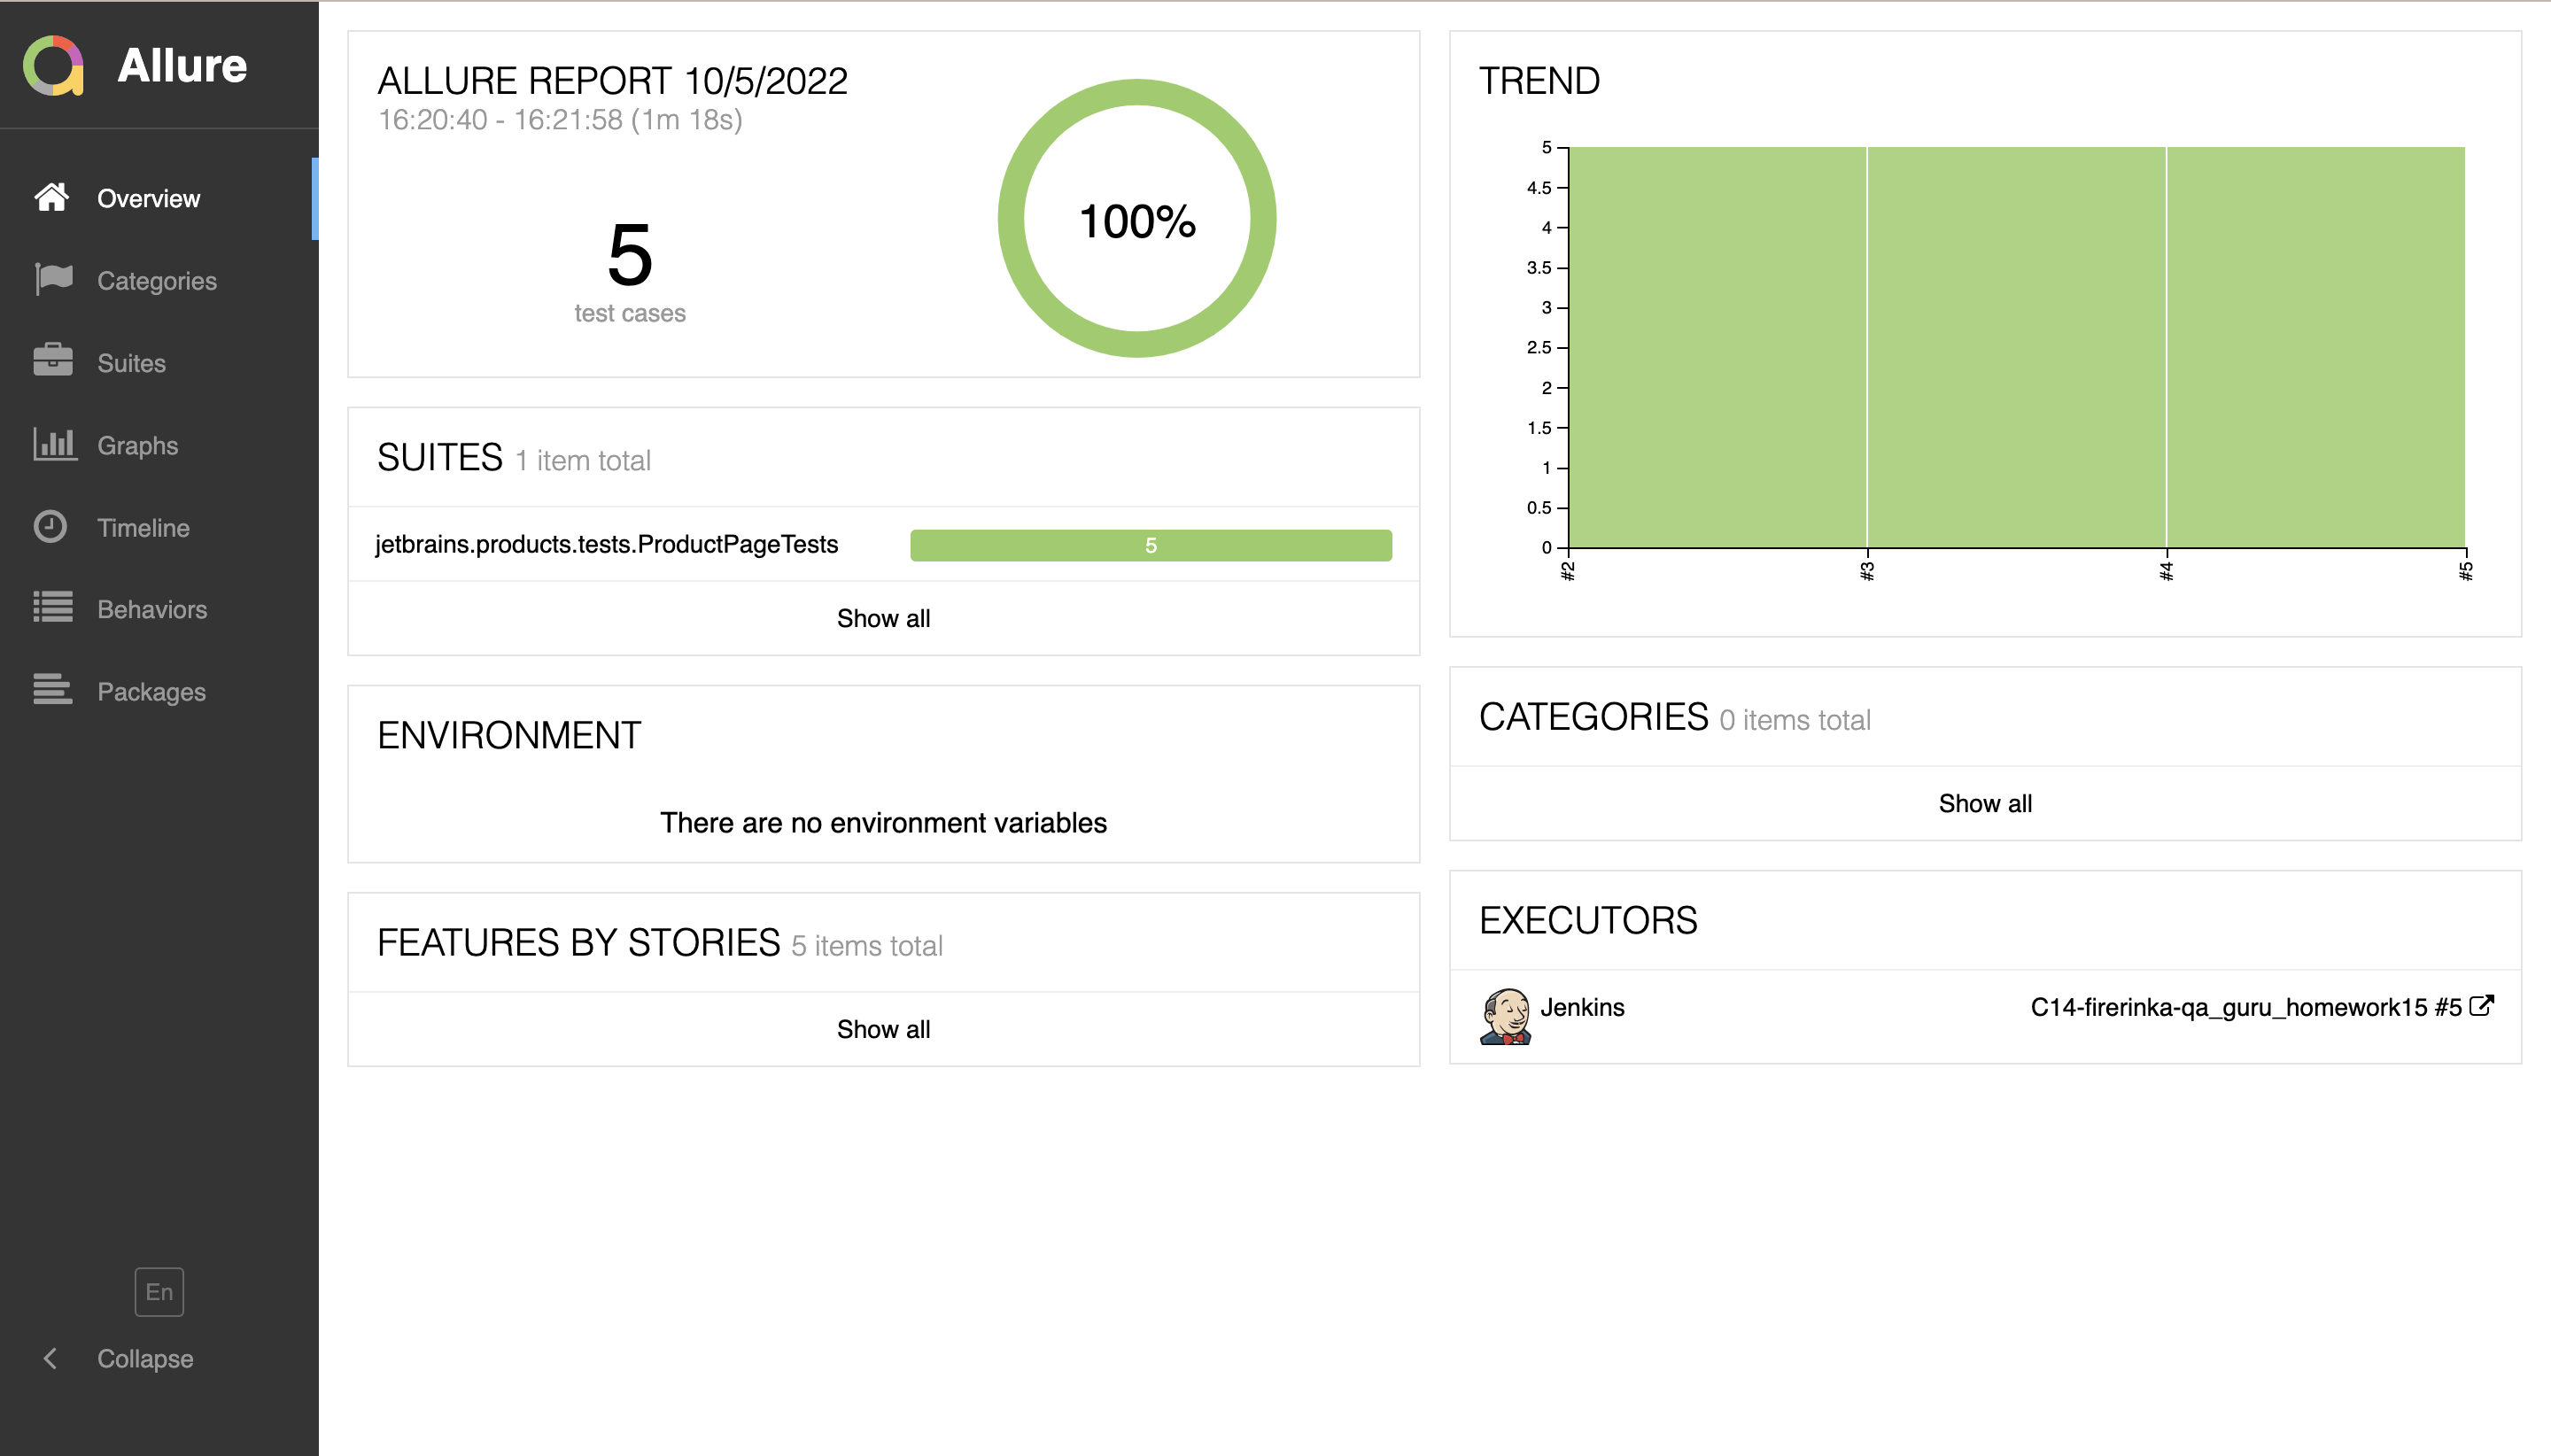 Allure
Overview
Categories
Suites
Graphs
Timeline
Behaviors
Packages
En
Collapse
ALLURE REPORT 10/5/2022
16:20:40 - 16:21:58 (1m 18s)
5
test cases
100%
SUITES 1 item total
jetbrains.products.tests.ProductPageTests 5
Show all
ENVIRONMENT
There are no environment variables
FEATURES BY STORIES 5 items total
Show all
TREND
5
4.5
4
3.5
3
2.5
2
1.5
1
0.5
0
#2 #3 #4 #5
CATEGORIES 0 items total
Show all
EXECUTORS
Jenkins C14-firerinka-qa_guru_homework15 #5